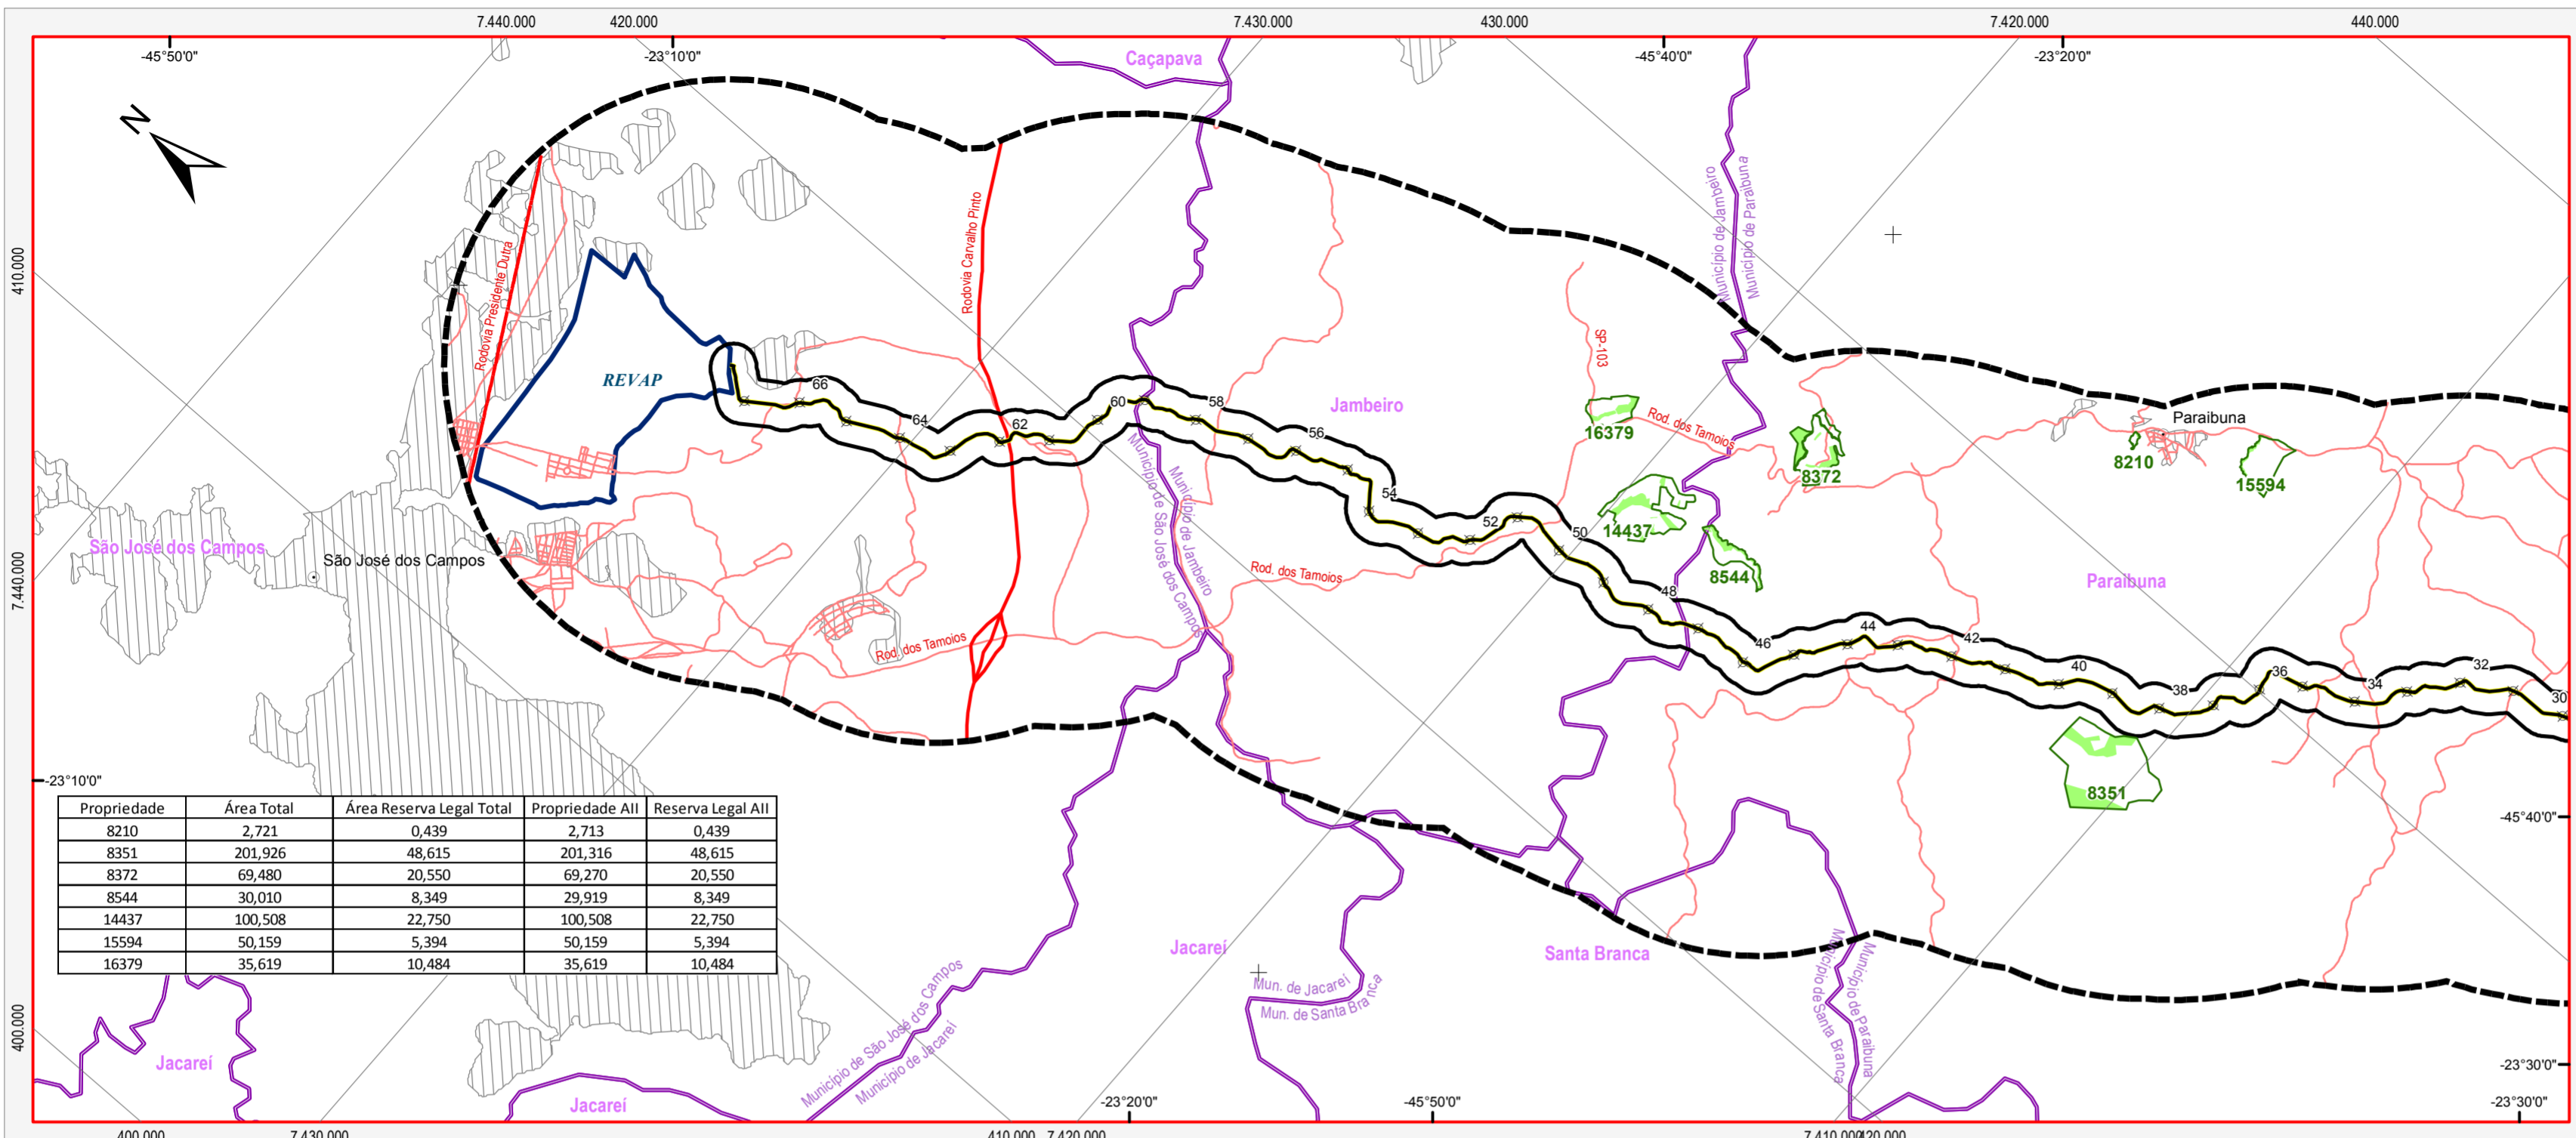 7.440.000 420.000 7.430.000 430.000 7.420.000 440.000
-45°50'0" -23°10'0" -45°40'0" -23°20'0"
Caçapava
N
410.000
Rodovia Presidente Dutra
Rodovia Carvalho Pinto
Município de Jambeiro
Município de Paraibuna
REVAP
SP-103
66 64 62 60 58 56 54 52 50 48 46 44 42 40 38 36 34 32 30
Jambeiro
16379
Rod. dos Tamoios
8372
Paraibuna
8210
15594
14437
8544
São José dos Campos
São José dos Campos
7.440.000
Município de São José dos Campos
Município de Jambeiro
Rod. dos Tamoios
Paraibuna
Rod. dos Tamoios
8351
-23°10'0"
-45°40'0"
Propriedade Área Total Área Reserva Legal Total Propriedade AII Reserva Legal AII
8210 2,721 0,439 2,713 0,439
8351 201,926 48,615 201,316 48,615
8372 69,480 20,550 69,270 20,550
8544 30,010 8,349 29,919 8,349
14437 100,508 22,750 100,508 22,750
15594 50,159 5,394 50,159 5,394
16379 35,619 10,484 35,619 10,484
Jacareí
Santa Branca
Mun. de Jacareí
Mun. de Santa Branca
Município de São José dos Campos
Município de Jacareí
Município de Santa Branca
Município de Paraibuna
400.000
Jacareí
Jacareí
-23°30'0"
-23°20'0" -45°50'0" -23°30'0"
400.000 7.430.000 410.000 7.420.000 7.410.000 420.000